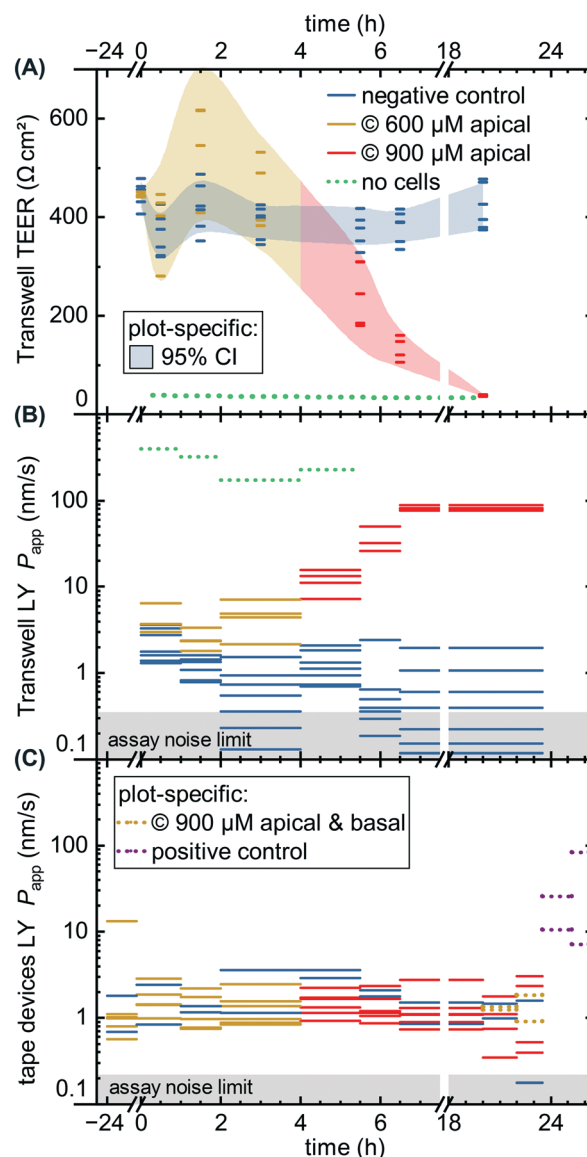 time (h)
−24 0 2 4 6 18 24
(A)
Transwell TEER (Ω cm²)
600
400
200
0
negative control
© 600 µM apical
© 900 µM apical
no cells
plot-specific:
95% CI
(B)
Transwell LY Papp (nm/s)
100
10
1
0.1
assay noise limit
(C)
tape devices LY Papp (nm/s)
plot-specific:
© 900 µM apical & basal
positive control
100
10
1
0.1
assay noise limit
−24 0 2 4 6 18 24
time (h)